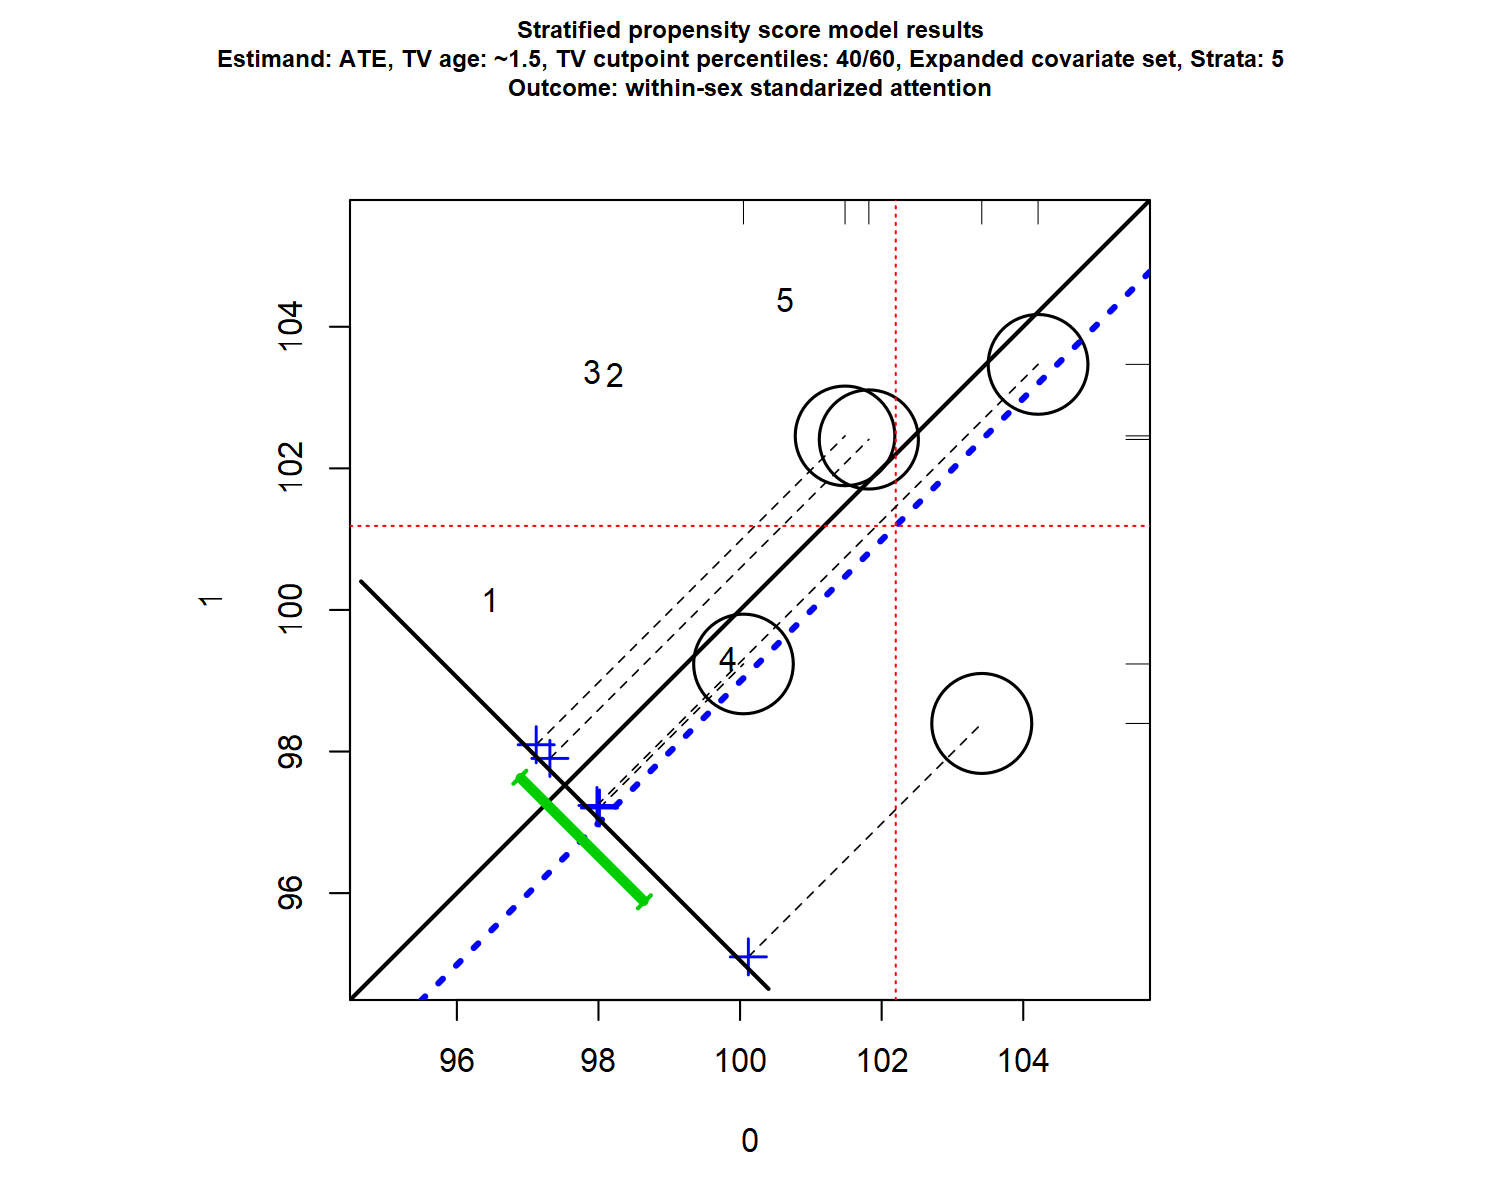 Stratified propensity score model results
Estimand: ATE, TV age: ~1.5, TV cutpoint percentiles: 40/60, Expanded covariate set, Strata: 5
Outcome: within-sex standarized attention
5
104
3 2
102
1
100
1
4
98
96
96 98 100 102 104
0